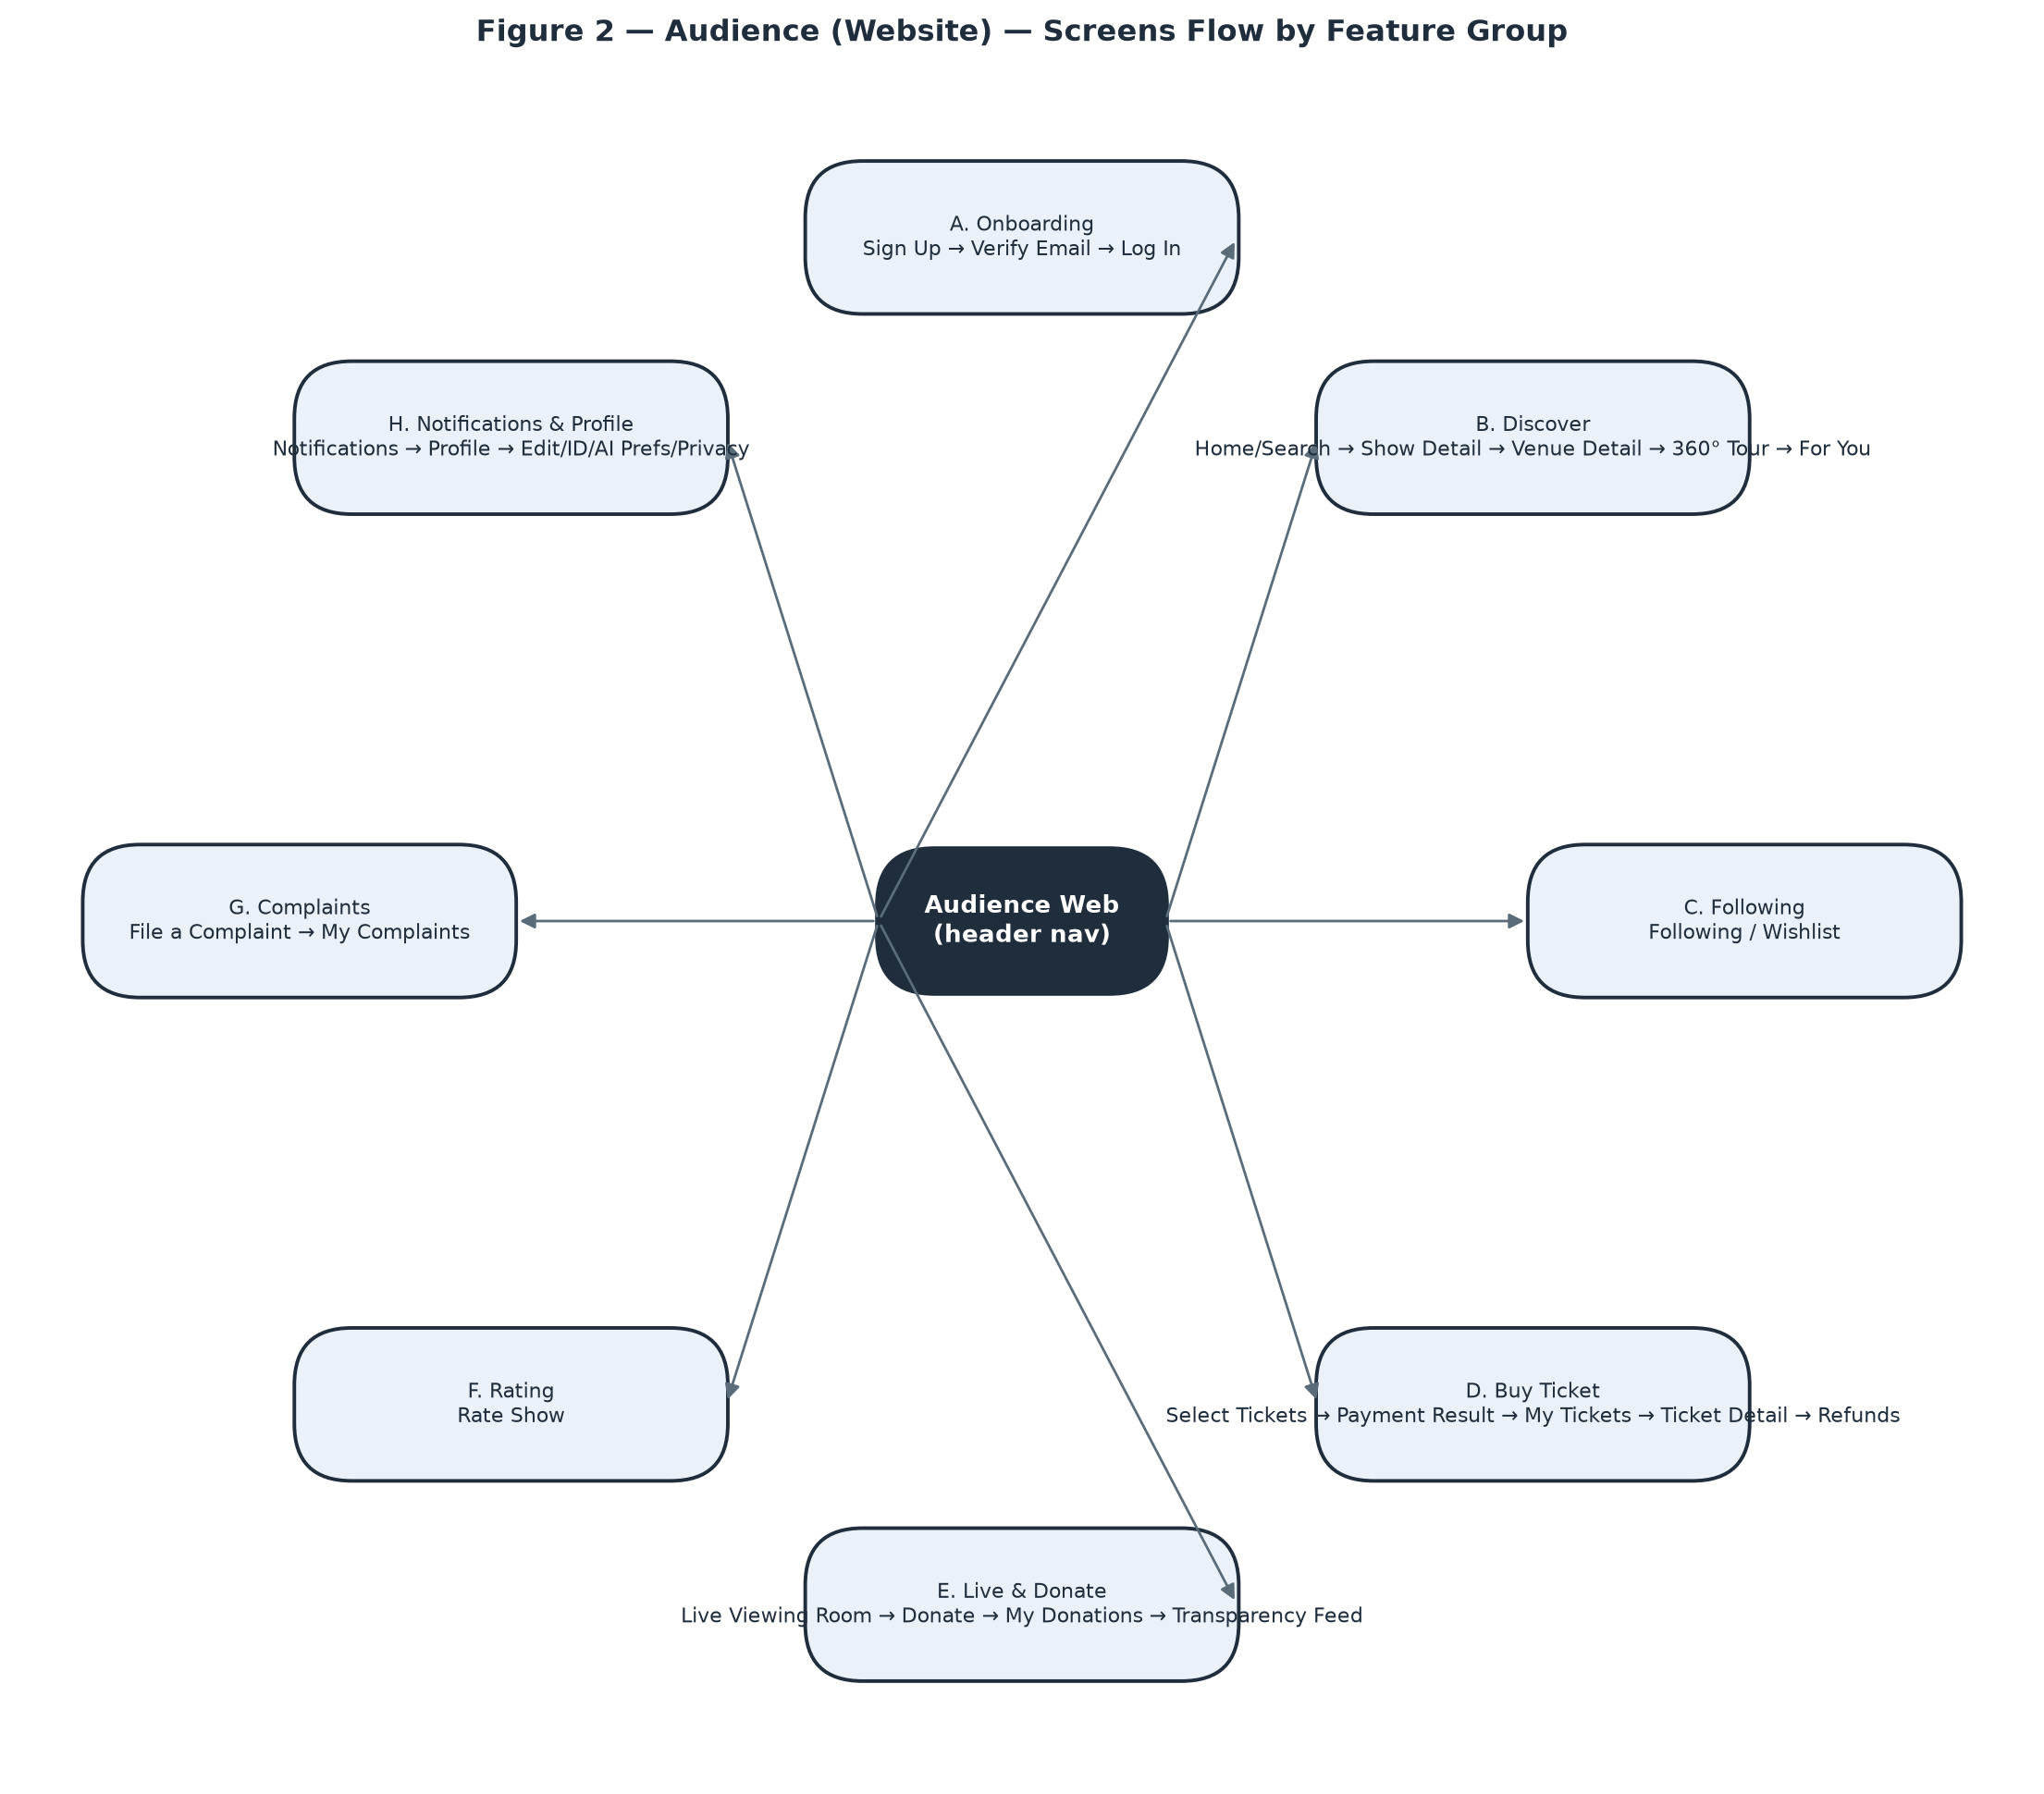 Figure 2 — Audience (Website) — Screens Flow by Feature Group
A. Onboarding
Sign Up → Verify Email → Log In
H. Notifications & Profile
Notifications → Profile → Edit/ID/AI Prefs/Privacy
B. Discover
Home/Search → Show Detail → Venue Detail → 360° Tour → For You
G. Complaints
File a Complaint → My Complaints
Audience Web
(header nav)
C. Following
Following / Wishlist
F. Rating
Rate Show
D. Buy Ticket
Select Tickets → Payment Result → My Tickets → Ticket Detail → Refunds
E. Live & Donate
Live Viewing Room → Donate → My Donations → Transparency Feed